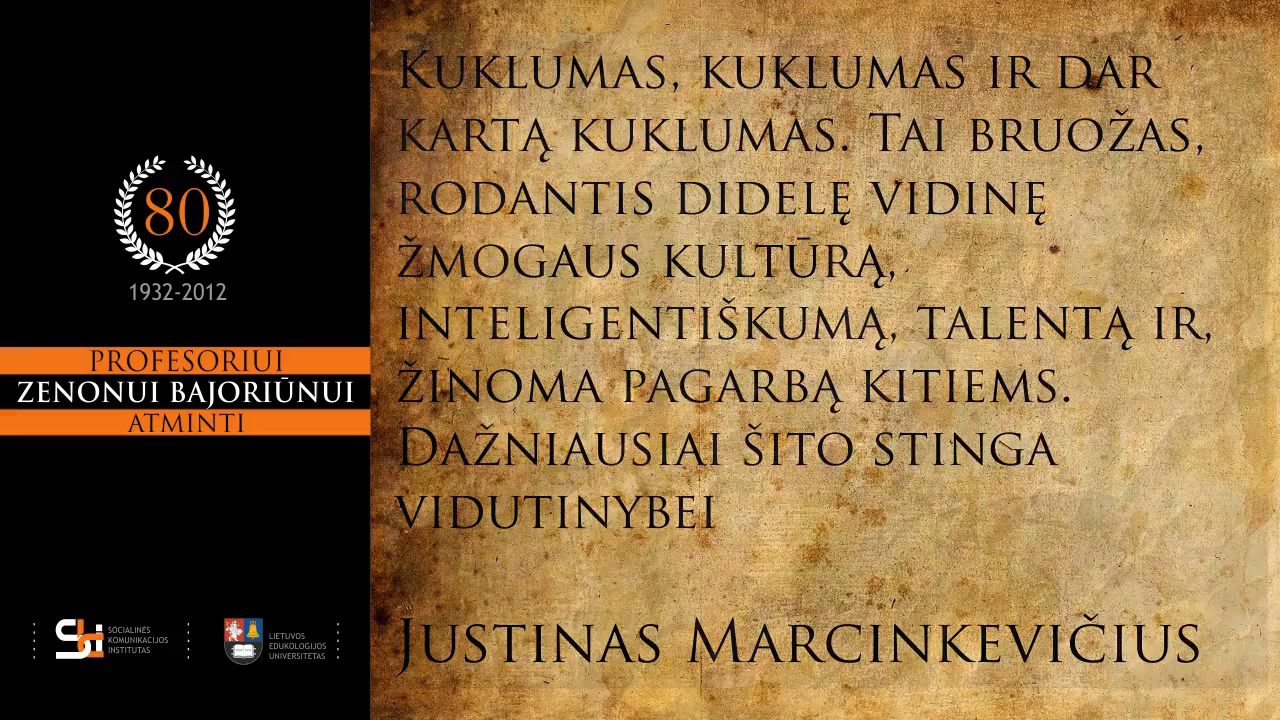 80
1932-2012
PROFESORIUI
ZENONUI BAJORIŪNUI
ATMINTI
SOCIALINĖS
KOMUNIKACIJOS
INSTITUTAS
LIETUVOS
EDUKOLOGIJOS
UNIVERSITETAS
KUKLUMAS, KUKLUMAS IR DAR
KARTĄ KUKLUMAS. TAI BRUOŽAS,
RODANTIS DIDELĘ VIDINĘ
ŽMOGAUS KULTŪRĄ,
INTELIGENTIŠKUMĄ, TALENTĄ IR,
ŽINOMA PAGARBĄ KITIEMS.
DAŽNIAUSIAI ŠITO STINGA
VIDUTINYBEI
JUSTINAS MARCINKEVIČIUS